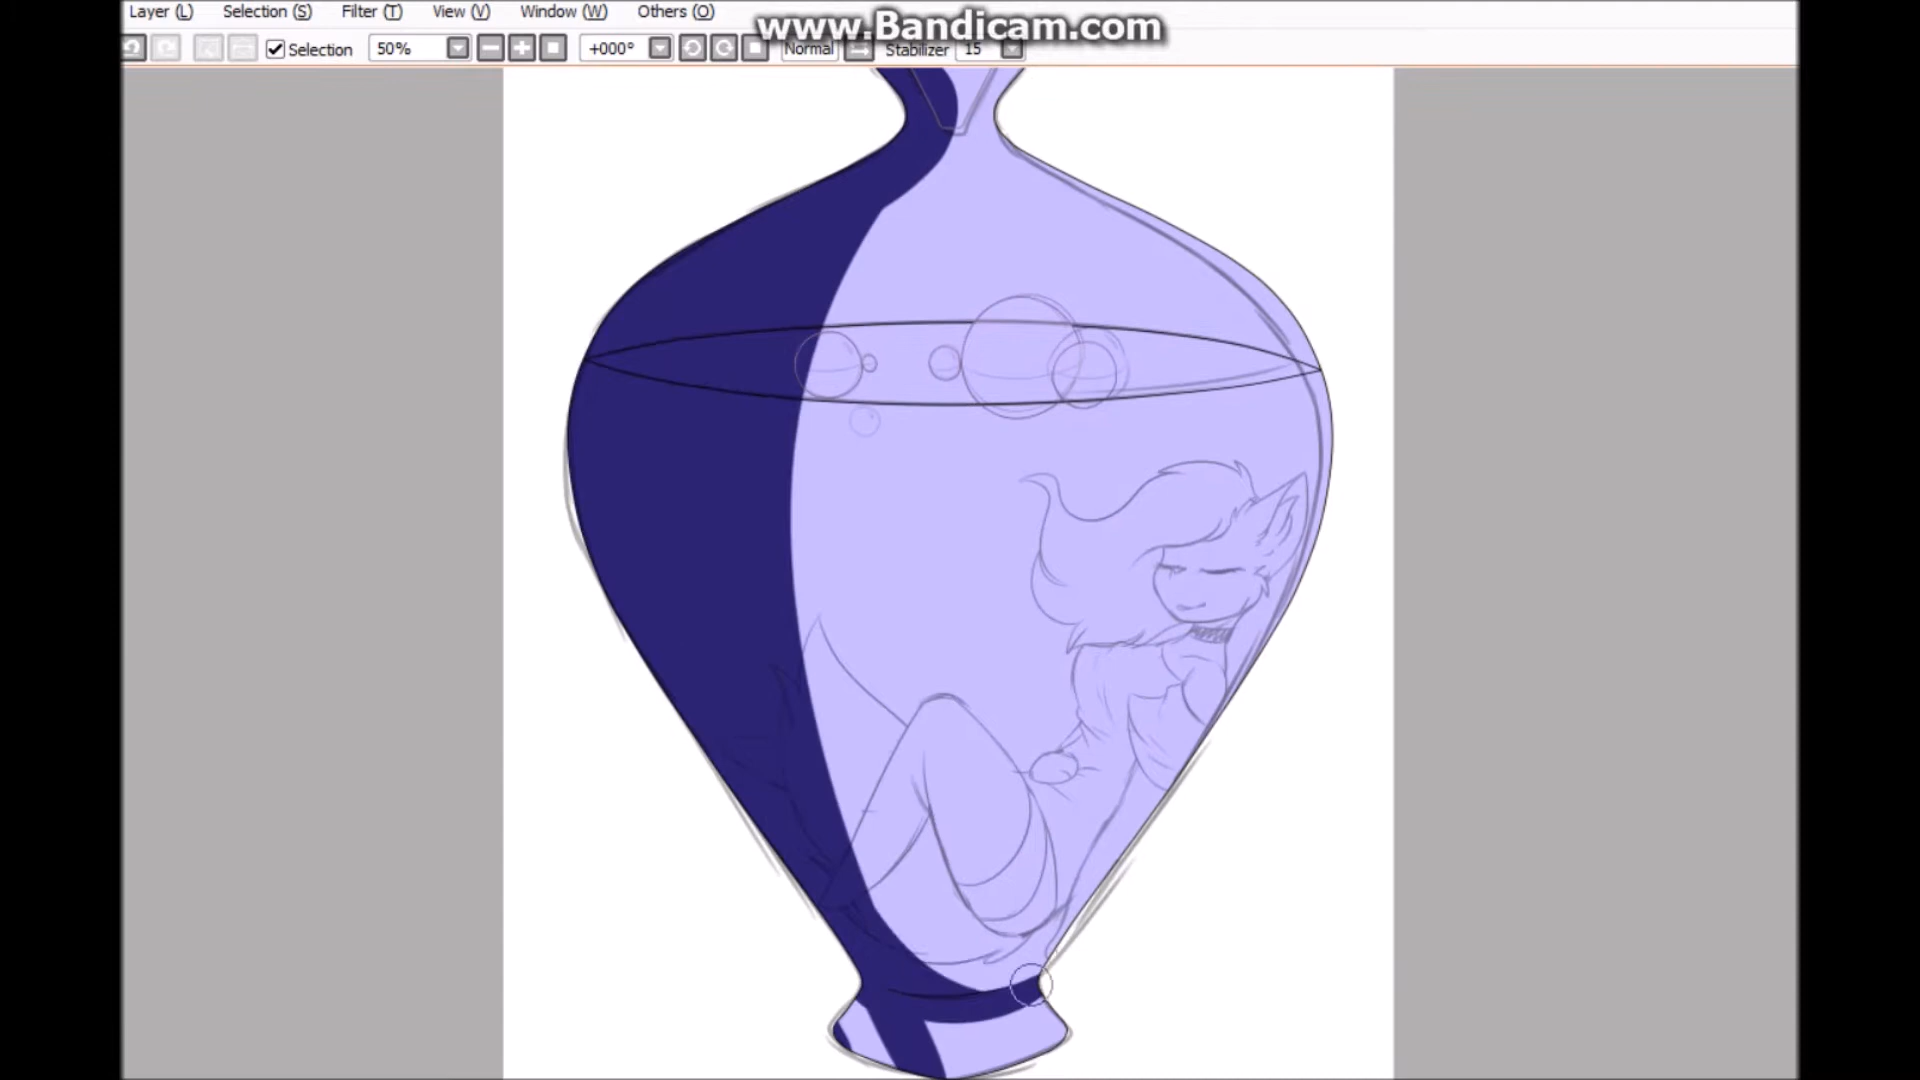 Layer (L) Selection (S) Filter (T) View (V) Window (W) Others (O)
www.Bandicam.com
Selection 50% +000° Normal Stabilizer 15